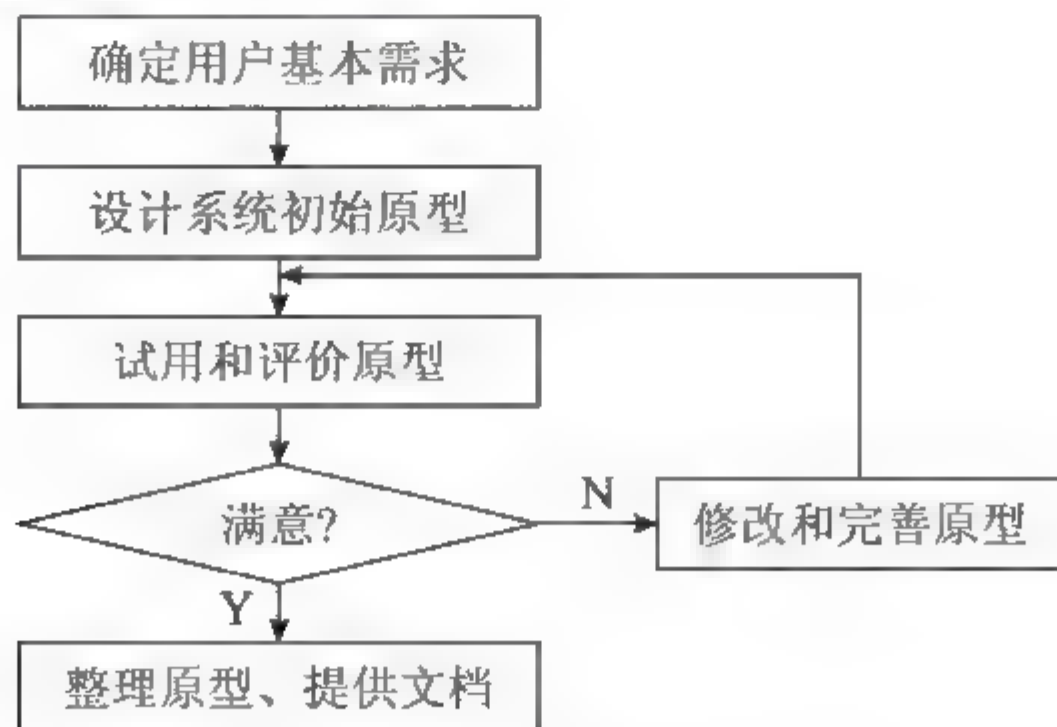 确定用户基本需求
设计系统初始原型
试用和评价原型
满意?
N
修改和完善原型
Y
整理原型、提供文档